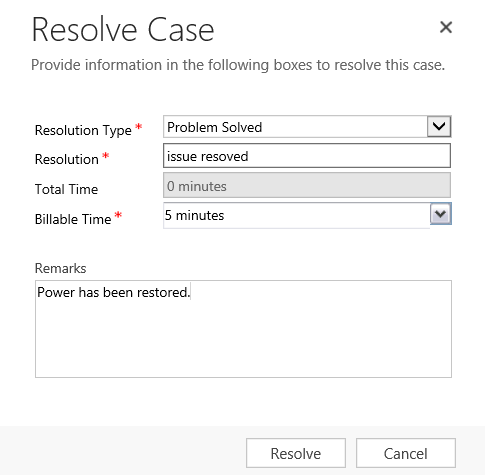 Resolve Case
Provide information in the following boxes to resolve this case.
Resolution Type * Problem Solved
Resolution * issue resoved
Total Time 0 minutes
Billable Time * 5 minutes
Remarks
Power has been restored.
Resolve Cancel